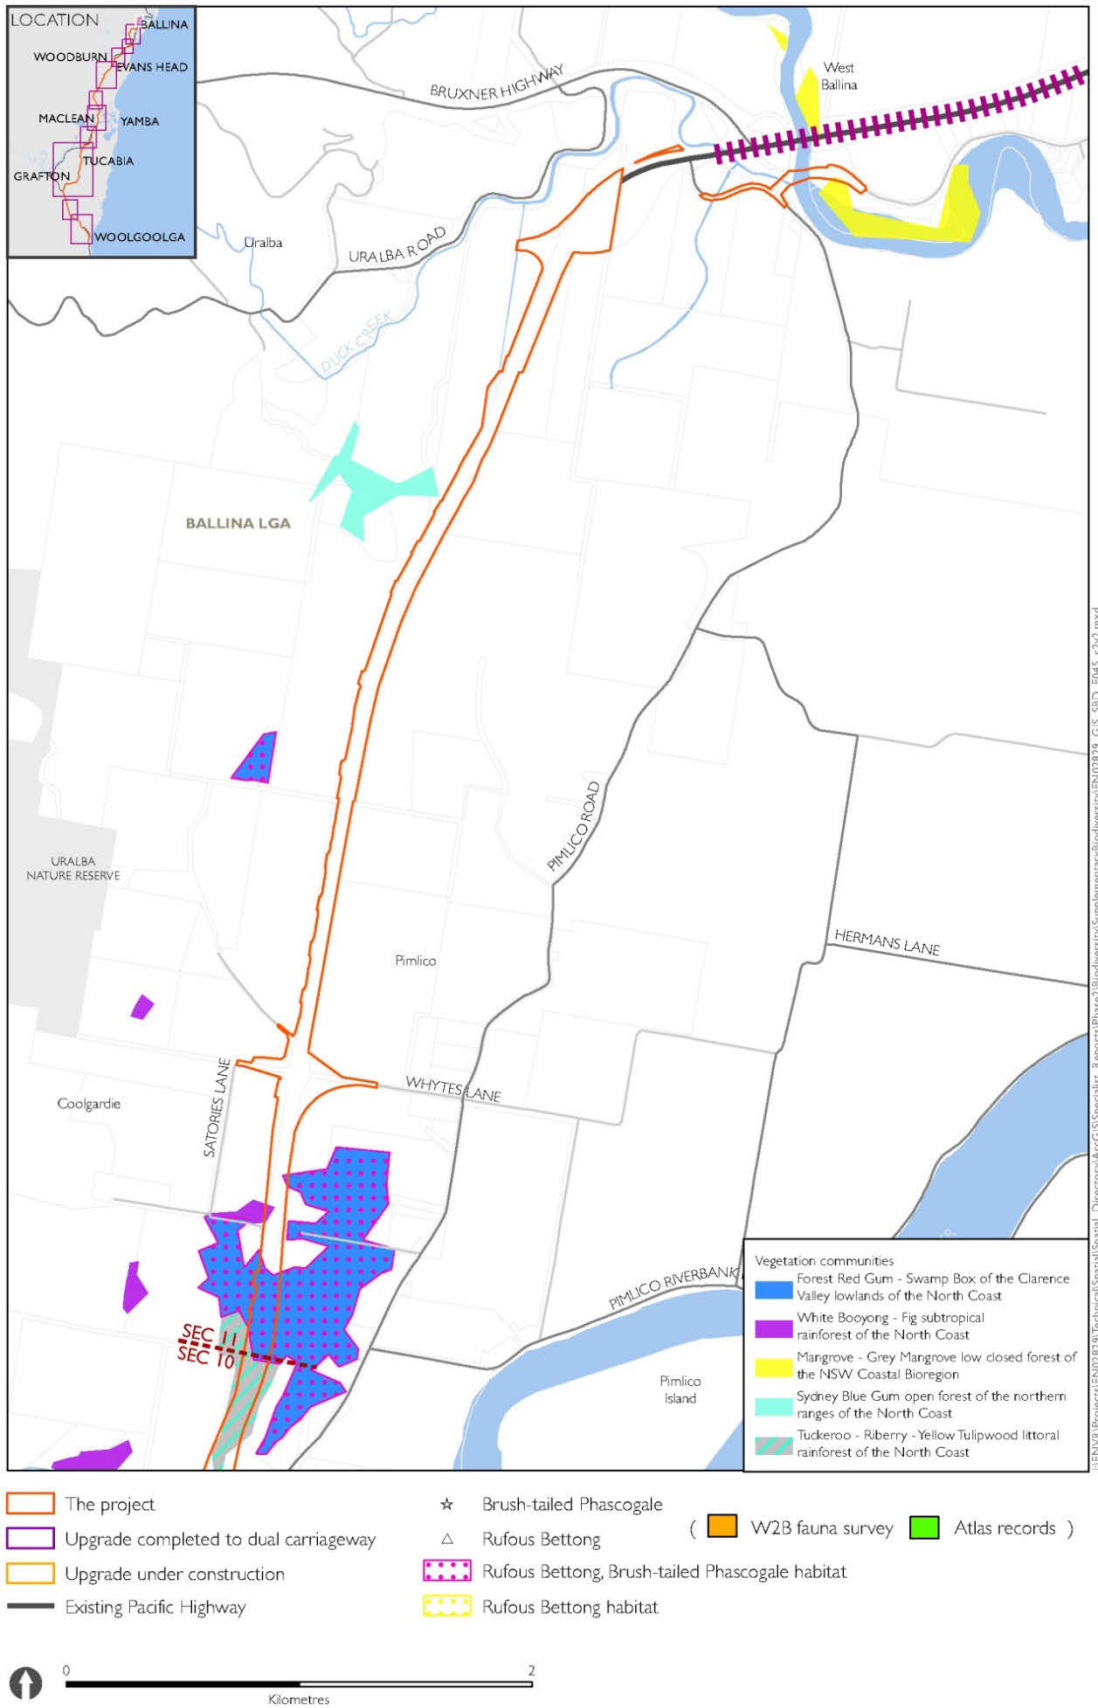 LOCATION
BALLINA
WOODBURN
EVANS HEAD
MACLEAN
YAMBA
TUCABIA
GRAFTON
WOOLGOOLGA
BRUXNER HIGHWAY
West
Ballina
Uralba
URALBA ROAD
DUCK CREEK
BALLINA LGA
URALBA
NATURE RESERVE
PIMLICO ROAD
Pimlico
HERMANS LANE
SATORIES LANE
WHYTES LANE
Coolgardie
SEC 11
SEC 10
PIMLICO RIVERBANK
Pimlico
Island
Vegetation communities
Forest Red Gum - Swamp Box of the Clarence
Valley lowlands of the North Coast
White Booyong - Fig subtropical
rainforest of the North Coast
Mangrove - Grey Mangrove low closed forest of
the NSW Coastal Bioregion
Sydney Blue Gum open forest of the northern
ranges of the North Coast
Tuckeroo - Riberry - Yellow Tulipwood littoral
rainforest of the North Coast
The project
Upgrade completed to dual carriageway
Upgrade under construction
Existing Pacific Highway
Brush-tailed Phascogale
Rufous Bettong
Rufous Bettong, Brush-tailed Phascogale habitat
Rufous Bettong habitat
( W2B fauna survey Atlas records )
0 2
Kilometres